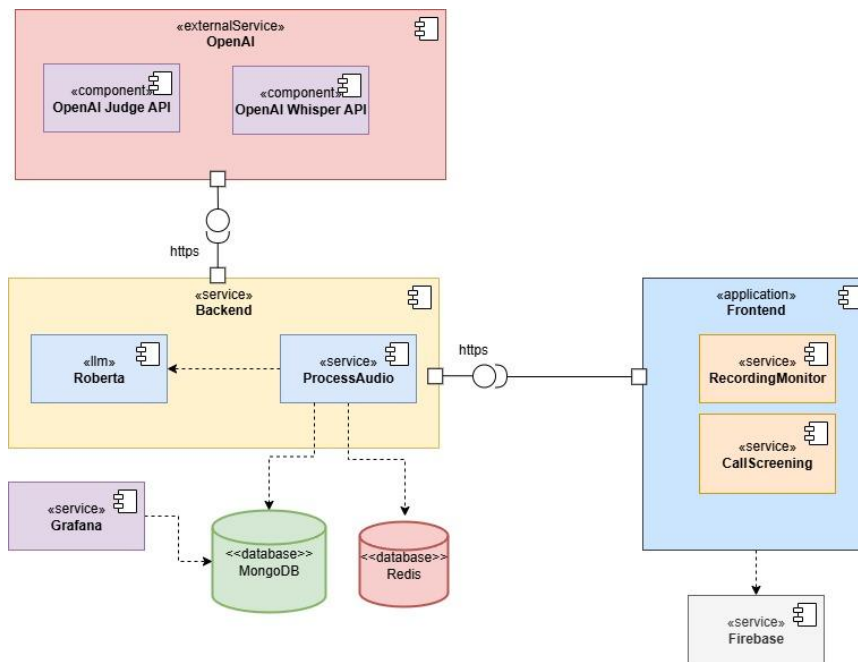 «externalService»
OpenAI
«component»
OpenAI Judge API
«component»
OpenAI Whisper API
https
«service»
Backend
«llm»
Roberta
«service»
ProcessAudio
https
«application»
Frontend
«service»
RecordingMonitor
«service»
CallScreening
«service»
Grafana
<<database>>
MongoDB
<<database>>
Redis
«service»
Firebase